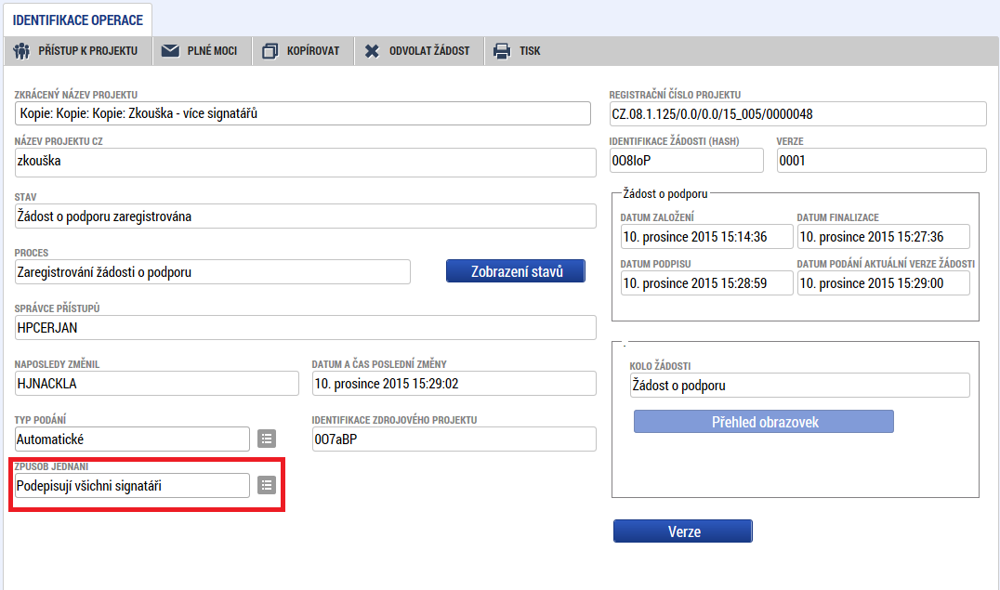 IDENTIFIKACE OPERACE
PŘÍSTUP K PROJEKTU
PLNÉ MOCI
KOPÍROVAT
ODVOLAT ŽÁDOST
TISK
ZKRÁCENÝ NÁZEV PROJEKTU
Kopie: Kopie: Kopie: Zkouška - více signatářů
NÁZEV PROJEKTU CZ
zkouška
STAV
Žádost o podporu zaregistrována
PROCES
Zaregistrování žádosti o podporu
Zobrazení stavů
SPRÁVCE PŘÍSTUPŮ
HPCERJAN
NAPOSLEDY ZMĚNIL
DATUM A ČAS POSLEDNÍ ZMĚNY
HJNACKLA
10. prosince 2015 15:29:02
TYP PODÁNÍ
IDENTIFIKACE ZDROJOVÉHO PROJEKTU
Automatické
0O7aBP
ZPŮSOB JEDNÁNÍ
Podepisují všichni signatáři
REGISTRAČNÍ ČÍSLO PROJEKTU
CZ.08.1.125/0.0/0.0/15_005/0000048
IDENTIFIKACE ŽÁDOSTI (HASH)
VERZE
0O8IoP
0001
Žádost o podporu
DATUM ZALOŽENÍ
DATUM FINALIZACE
10. prosince 2015 15:14:36
10. prosince 2015 15:27:36
DATUM PODPISU
DATUM PODÁNÍ AKTUÁLNÍ VERZE ŽÁDOSTI
10. prosince 2015 15:28:59
10. prosince 2015 15:29:00
KOLO ŽÁDOSTI
Žádost o podporu
Přehled obrazovek
Verze